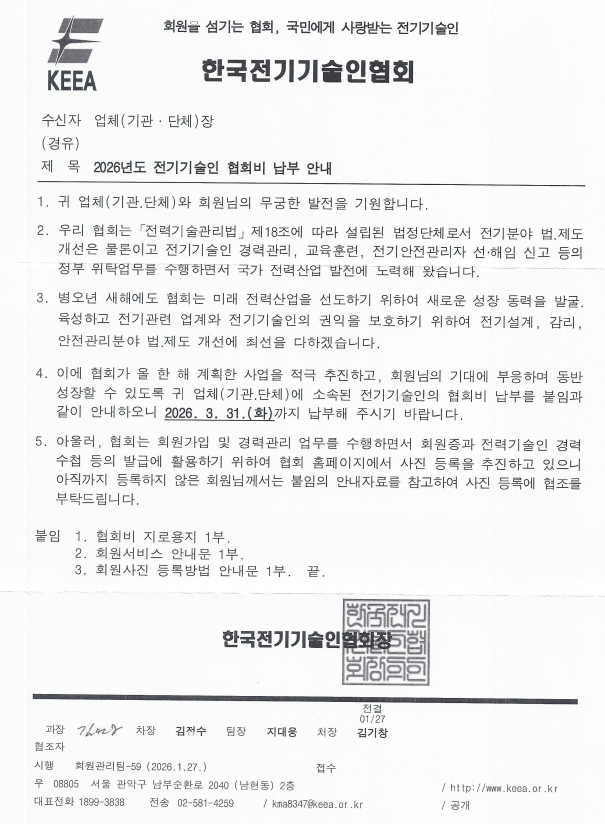 회원을 섬기는 협회, 국민에게 사랑받는 전기기술인
KEEA
한국전기기술인협회
수신자 업체(기관·단체)장
(경유)
제 목 2026년도 전기기술인 협회비 납부 안내
1. 귀 업체(기관.단체)와 회원님의 무궁한 발전을 기원합니다.
2. 우리 협회는「전력기술관리법」제18조에 따라 설립된 법정단체로서 전기분야 법.제도
개선은 물론이고 전기기술인 경력관리, 교육훈련, 전기안전관리자 선·해임 신고 등의
정부 위탁업무를 수행하면서 국가 전력산업 발전에 노력해 왔습니다.
3. 병오년 새해에도 협회는 미래 전력산업을 선도하기 위하여 새로운 성장 동력을 발굴.
육성하고 전기관련 업계와 전기기술인의 권익을 보호하기 위하여 전기설계, 감리,
안전관리분야 법.제도 개선에 최선을 다하겠습니다.
4. 이에 협회가 올 한 해 계획한 사업을 적극 추진하고, 회원님의 기대에 부응하며 동반
성장할 수 있도록 귀 업체(기관.단체)에 소속된 전기기술인의 협회비 납부를 붙임과
같이 안내하오니 2026. 3. 31.(화)까지 납부해 주시기 바랍니다.
5. 아울러, 협회는 회원가입 및 경력관리 업무를 수행하면서 회원증과 전력기술인 경력
수첩 등의 발급에 활용하기 위하여 협회 홈페이지에서 사진 등록을 추진하고 있으니
아직까지 등록하지 않은 회원님께서는 붙임의 안내자료를 참고하여 사진 등록에 협조를
부탁드립니다.
붙임 1. 협회비 지로용지 1부.
2. 회원서비스 안내문 1부.
3. 회원사진 등록방법 안내문 1부. 끝.
한국전기기술인협회장
전결
01/27
과장 차장 김정수 팀장 지대웅 처장 김기창
협조자
시행 회원관리팀-59 (2026.1.27.) 접수
우 08805 서울 관악구 남부순환로 2040 (남현동) 2층 / http://www.keea.or.kr
대표전화 1899-3838 전송 02-581-4259 / kma8347@keea.or.kr / 공개